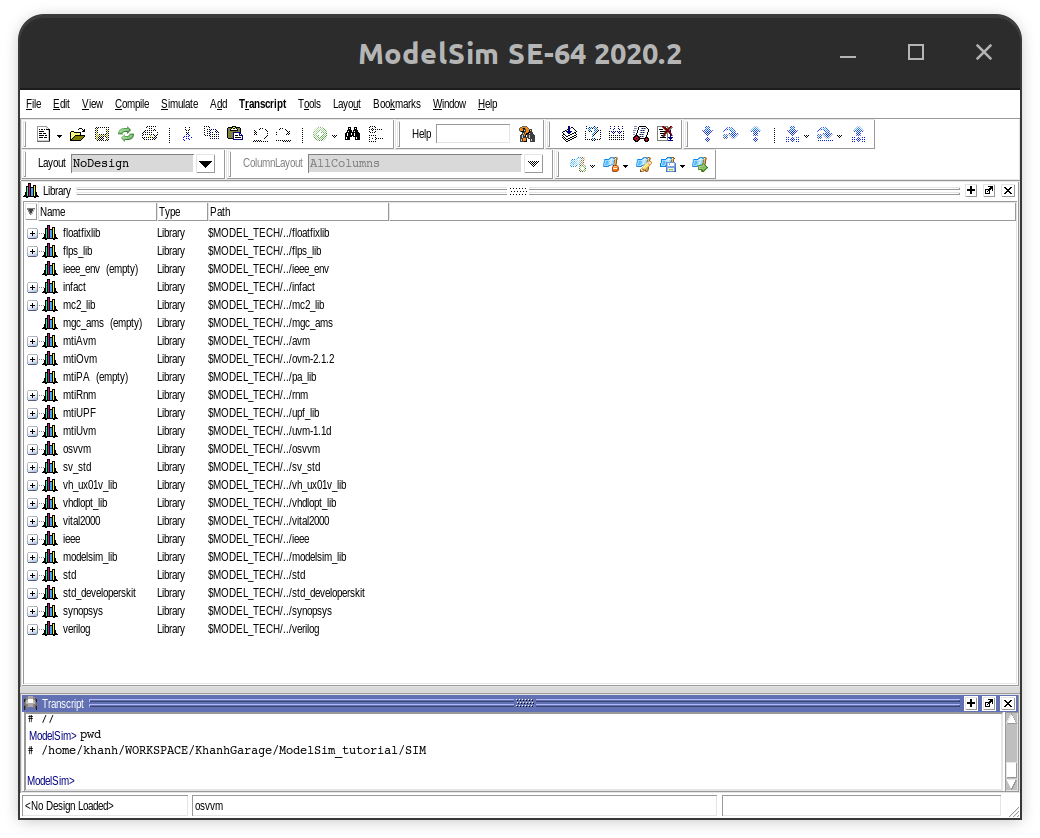 ModelSim SE-64 2020.2
File Edit View Compile Simulate Add Transcript Tools Layout Bookmarks Window Help
Help
Layout NoDesign ColumnLayout AllColumns
Library
Name Type Path
floatfixlib Library $MODEL_TECH/../floatfixlib
flps_lib Library $MODEL_TECH/../flps_lib
ieee_env (empty) Library $MODEL_TECH/../ieee_env
infact Library $MODEL_TECH/../infact
mc2_lib Library $MODEL_TECH/../mc2_lib
mgc_ams (empty) Library $MODEL_TECH/../mgc_ams
mtiAvm Library $MODEL_TECH/../avm
mtiOvm Library $MODEL_TECH/../ovm-2.1.2
mtiPA (empty) Library $MODEL_TECH/../pa_lib
mtiRnm Library $MODEL_TECH/../rnm
mtiUPF Library $MODEL_TECH/../upf_lib
mtiUvm Library $MODEL_TECH/../uvm-1.1d
osvvm Library $MODEL_TECH/../osvvm
sv_std Library $MODEL_TECH/../sv_std
vh_ux01v_lib Library $MODEL_TECH/../vh_ux01v_lib
vhdlopt_lib Library $MODEL_TECH/../vhdlopt_lib
vital2000 Library $MODEL_TECH/../vital2000
ieee Library $MODEL_TECH/../ieee
modelsim_lib Library $MODEL_TECH/../modelsim_lib
std Library $MODEL_TECH/../std
std_developerskit Library $MODEL_TECH/../std_developerskit
synopsys Library $MODEL_TECH/../synopsys
verilog Library $MODEL_TECH/../verilog
Transcript
# //
ModelSim> pwd
# /home/khanh/WORKSPACE/KhanhGarage/ModelSim_tutorial/SIM
ModelSim>
<No Design Loaded> osvvm